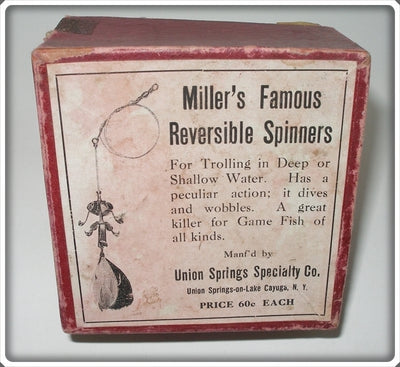 Miller's Famous
Reversible Spinners
For Trolling in Deep or
Shallow Water. Has a
peculiar action; it dives
and wobbles. A great
killer for Game Fish of
all kinds.
Manf'd by
Union Springs Specialty Co.
Union Springs-on-Lake Cayuga, N. Y.
PRICE 60c EACH